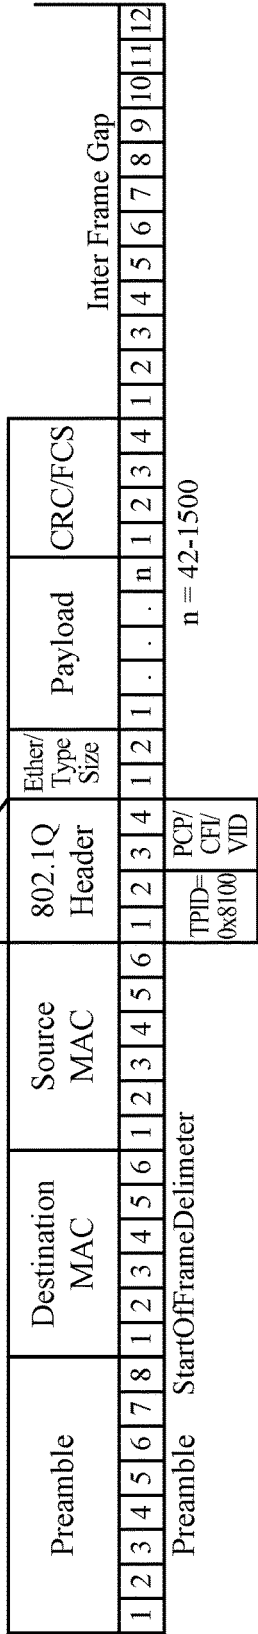 Inter Frame Gap
Preamble
Destination
MAC
Source
MAC
802.1Q
Header
Ether/
Type
Size
Payload
CRC/FCS
1 2 3 4 5 6 7 8 1 2 3 4 5 6 1 2 3 4 5 6 1 2 3 4 1 2 1 . . . n 1 2 3 4 1 2 3 4 5 6 7 8 9 10 11 12
Preamble StartOfFrameDelimeter
TPID=
0x8100
PCP/
CFI/
VID
n = 42-1500